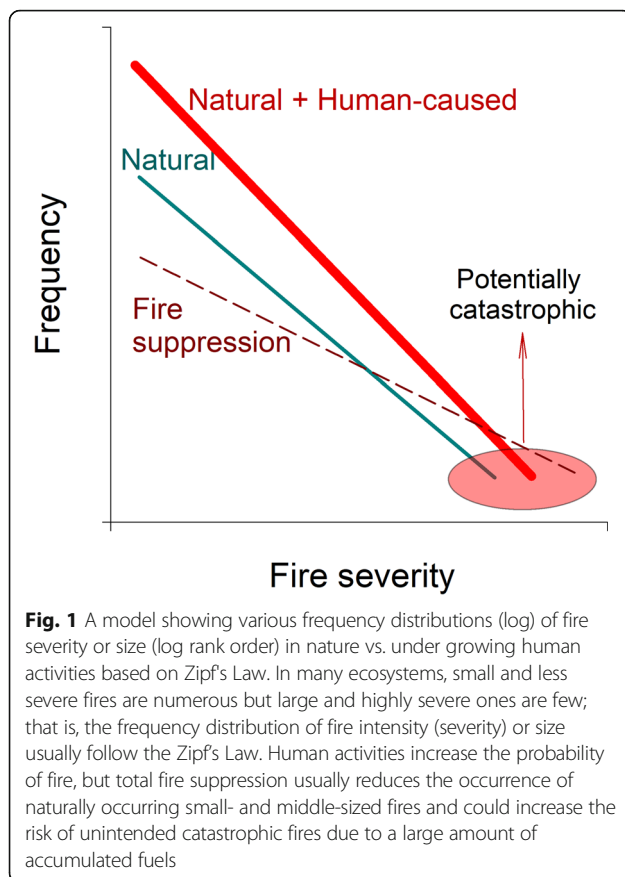 Natural + Human-caused
Natural
Frequency
Potentially
catastrophic
Fire
suppression
Fire severity
Fig. 1 A model showing various frequency distributions (log) of fire
severity or size (log rank order) in nature vs. under growing human
activities based on Zipf's Law. In many ecosystems, small and less
severe fires are numerous but large and highly severe ones are few;
that is, the frequency distribution of fire intensity (severity) or size
usually follow the Zipf's Law. Human activities increase the probability
of fire, but total fire suppression usually reduces the occurrence of
naturally occurring small- and middle-sized fires and could increase the
risk of unintended catastrophic fires due to a large amount of
accumulated fuels